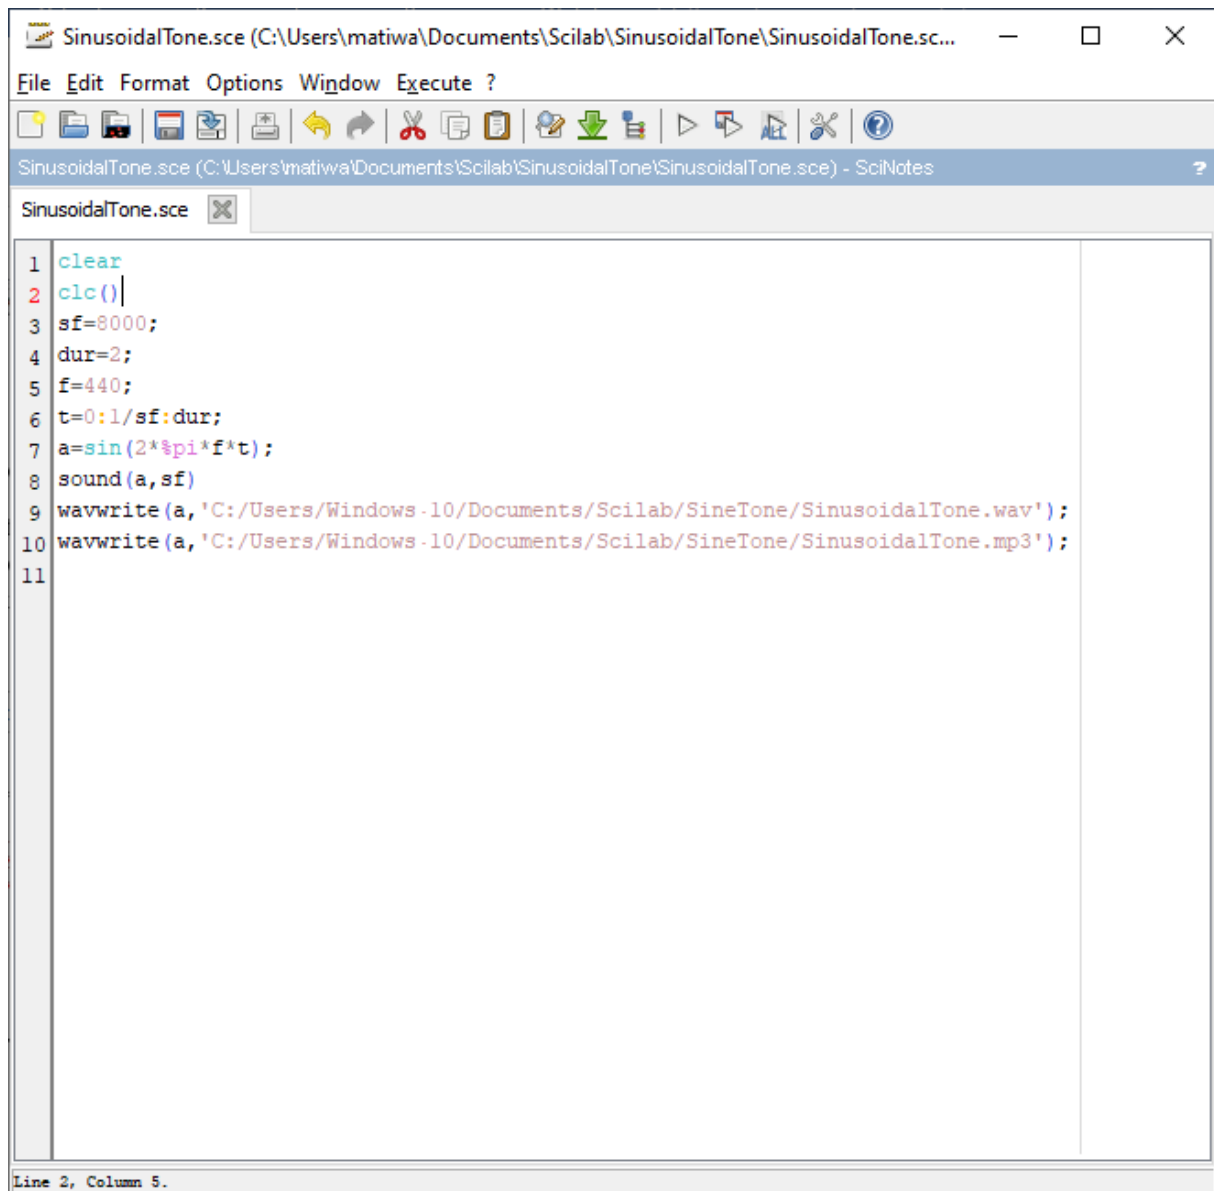 SinusoidalTone.sce (C:\Users\matiwa\Documents\Scilab\SinusoidalTone\SinusoidalTone.sc...
File Edit Format Options Window Execute ?
SinusoidalTone.sce (C:\Users\matiwa\Documents\Scilab\SinusoidalTone\SinusoidalTone.sce) - SciNotes ?
SinusoidalTone.sce
1 clear
2 clc()
3 sf=8000;
4 dur=2;
5 f=440;
6 t=0:1/sf:dur;
7 a=sin(2*%pi*f*t);
8 sound(a,sf)
9 wavwrite(a,'C:/Users/Windows-10/Documents/Scilab/SineTone/SinusoidalTone.wav');
10 wavwrite(a,'C:/Users/Windows-10/Documents/Scilab/SineTone/SinusoidalTone.mp3');
11
Line 2, Column 5.